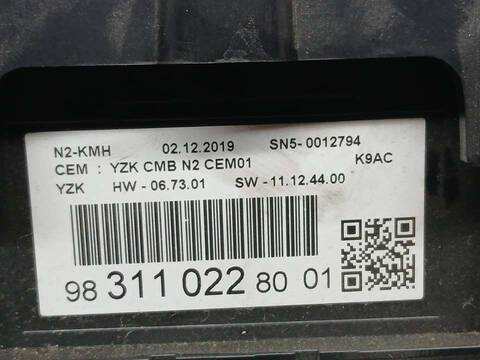 N2-KMH 02.12.2019 SN5- 0012794
CEM : YZK CMB N2 CEM01 K9AC
YZK HW - 06.73.01 SW - 11.12.44.00
98 311 022 80 01